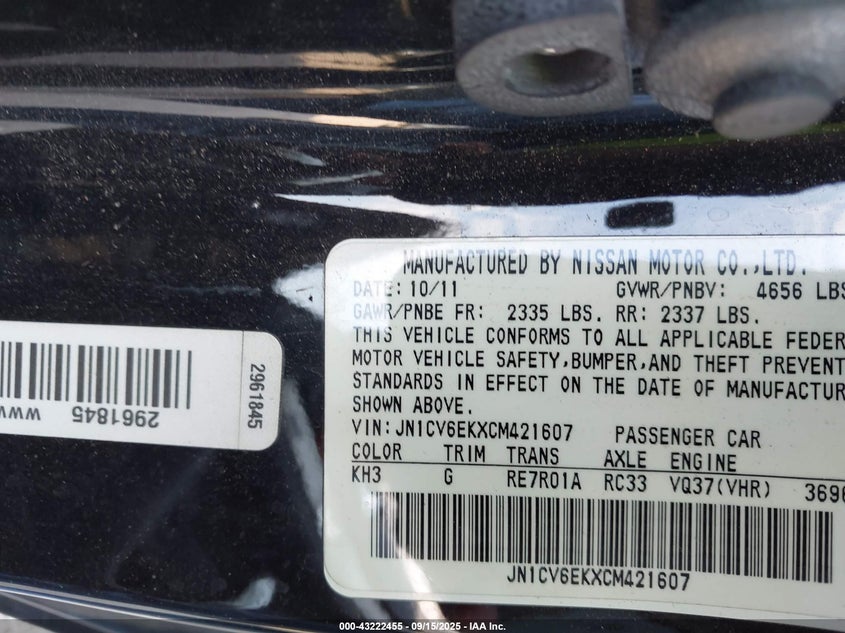 MANUFACTURED BY NISSAN MOTOR CO.,LTD.
DATE: 10/11 GVWR/PNBV: 4656 LBS
GAWR/PNBE FR: 2335 LBS. RR: 2337 LBS.
THIS VEHICLE CONFORMS TO ALL APPLICABLE FEDER
MOTOR VEHICLE SAFETY,BUMPER,AND THEFT PREVENT
STANDARDS IN EFFECT ON THE DATE OF MANUFACTUR
SHOWN ABOVE.
VIN:JN1CV6EKXCM421607 PASSENGER CAR
COLOR TRIM TRANS AXLE ENGINE
KH3 G RE7R01A RC33 VQ37(VHR) 3696
JN1CV6EKXCM421607
2961845
2961845
WW
000-43222455 - 09/15/2025 - IAA Inc.